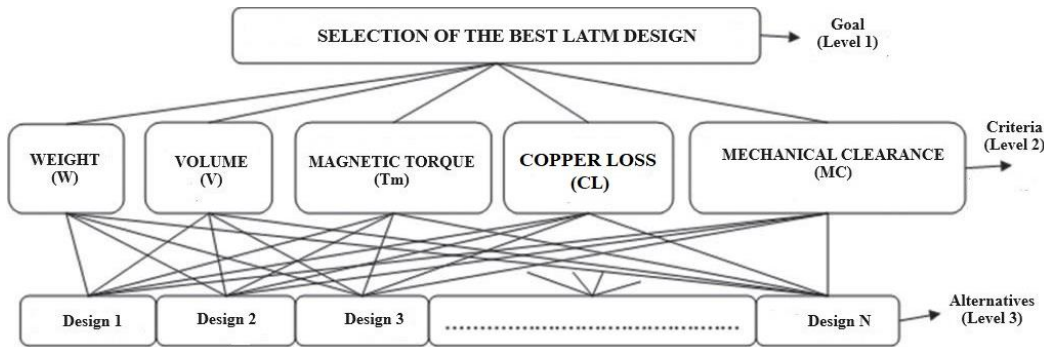 SELECTION OF THE BEST LATM DESIGN
Goal
(Level 1)
WEIGHT
(W)
VOLUME
(V)
MAGNETIC TORQUE
(Tm)
COPPER LOSS
(CL)
MECHANICAL CLEARANCE
(MC)
Criteria
(Level 2)
Design 1
Design 2
Design 3
................................................
Design N
Alternatives
(Level 3)